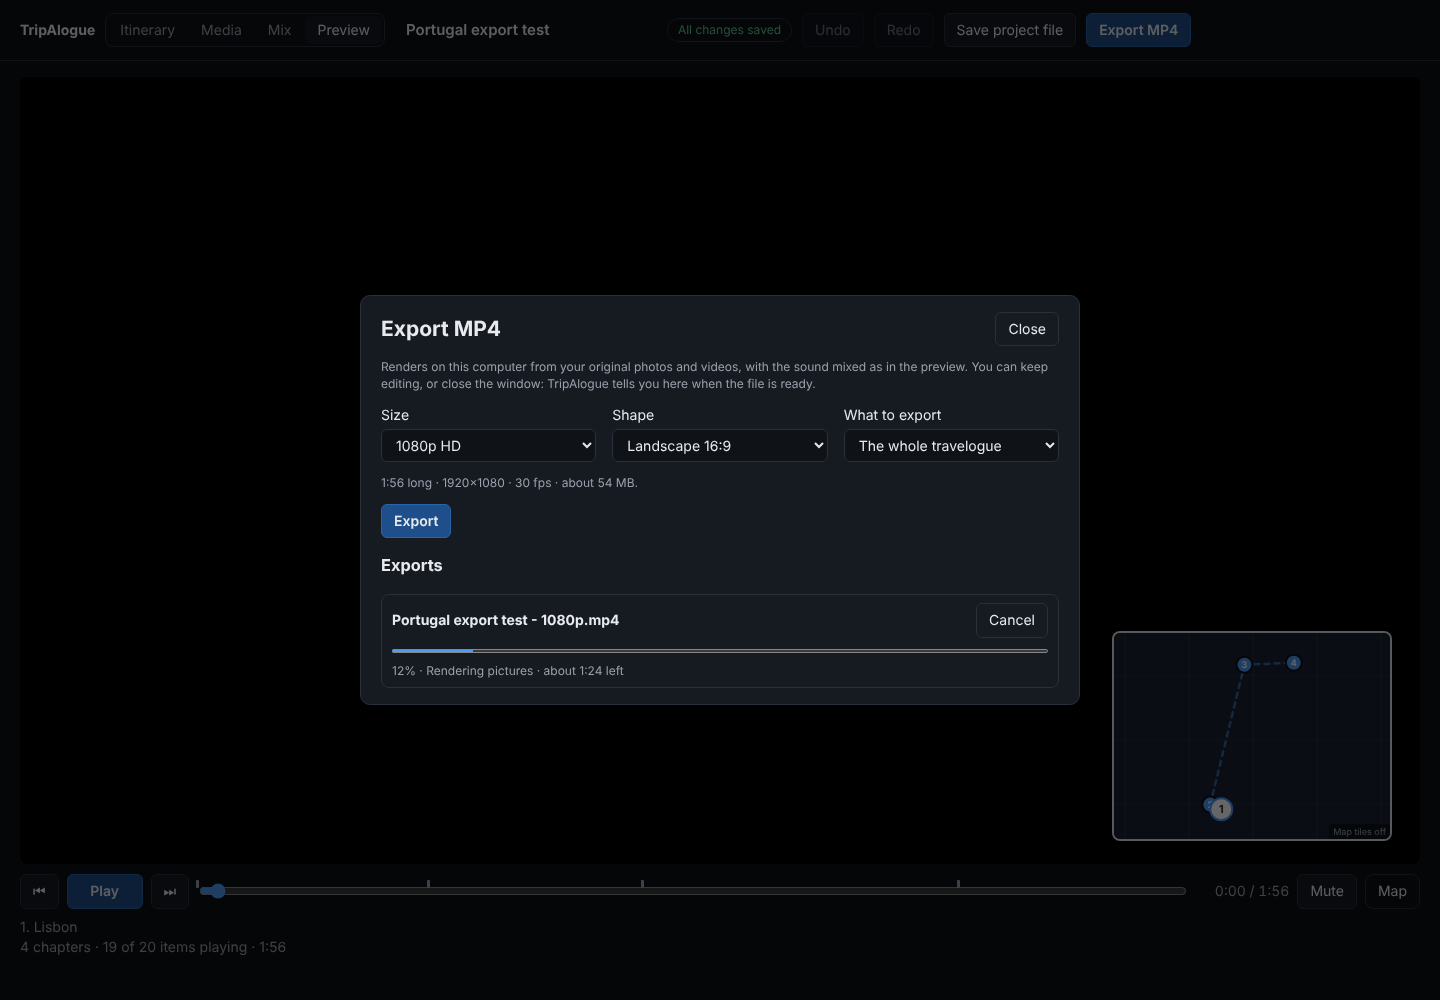 TripAlogue
Itinerary
Media
Mix
Preview
Portugal export test
All changes saved
Undo
Redo
Save project file
Export MP4
Export MP4
Close
Renders on this computer from your original photos and videos, with the sound mixed as in the preview. You can keep
editing, or close the window: TripAlogue tells you here when the file is ready.
Size
Shape
What to export
1080p HD
Landscape 16:9
The whole travelogue
1:56 long · 1920×1080 · 30 fps · about 54 MB.
Export
Exports
Portugal export test - 1080p.mp4
Cancel
12% · Rendering pictures · about 1:24 left
3
4
1
Map tiles off
Play
0:00 / 1:56
Mute
Map
1. Lisbon
4 chapters · 19 of 20 items playing · 1:56